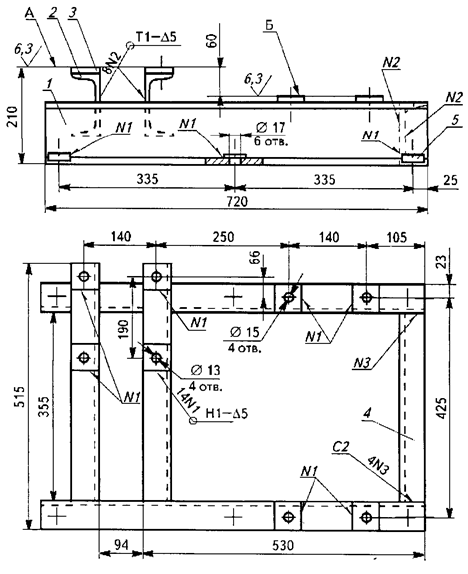 А
2
3
8N2
Т1–Δ5
60
Б
6,3
6,3
N2
N2
1
210
N1
N1
Ø 17
6 отв.
N1
5
335
335
25
720
140
250
140
105
66
23
N1
190
Ø 15
4 отв.
N1
N3
Ø 13
4 отв.
N1
14N1
Н1–Δ5
515
355
4
425
С2
4N3
N1
94
530